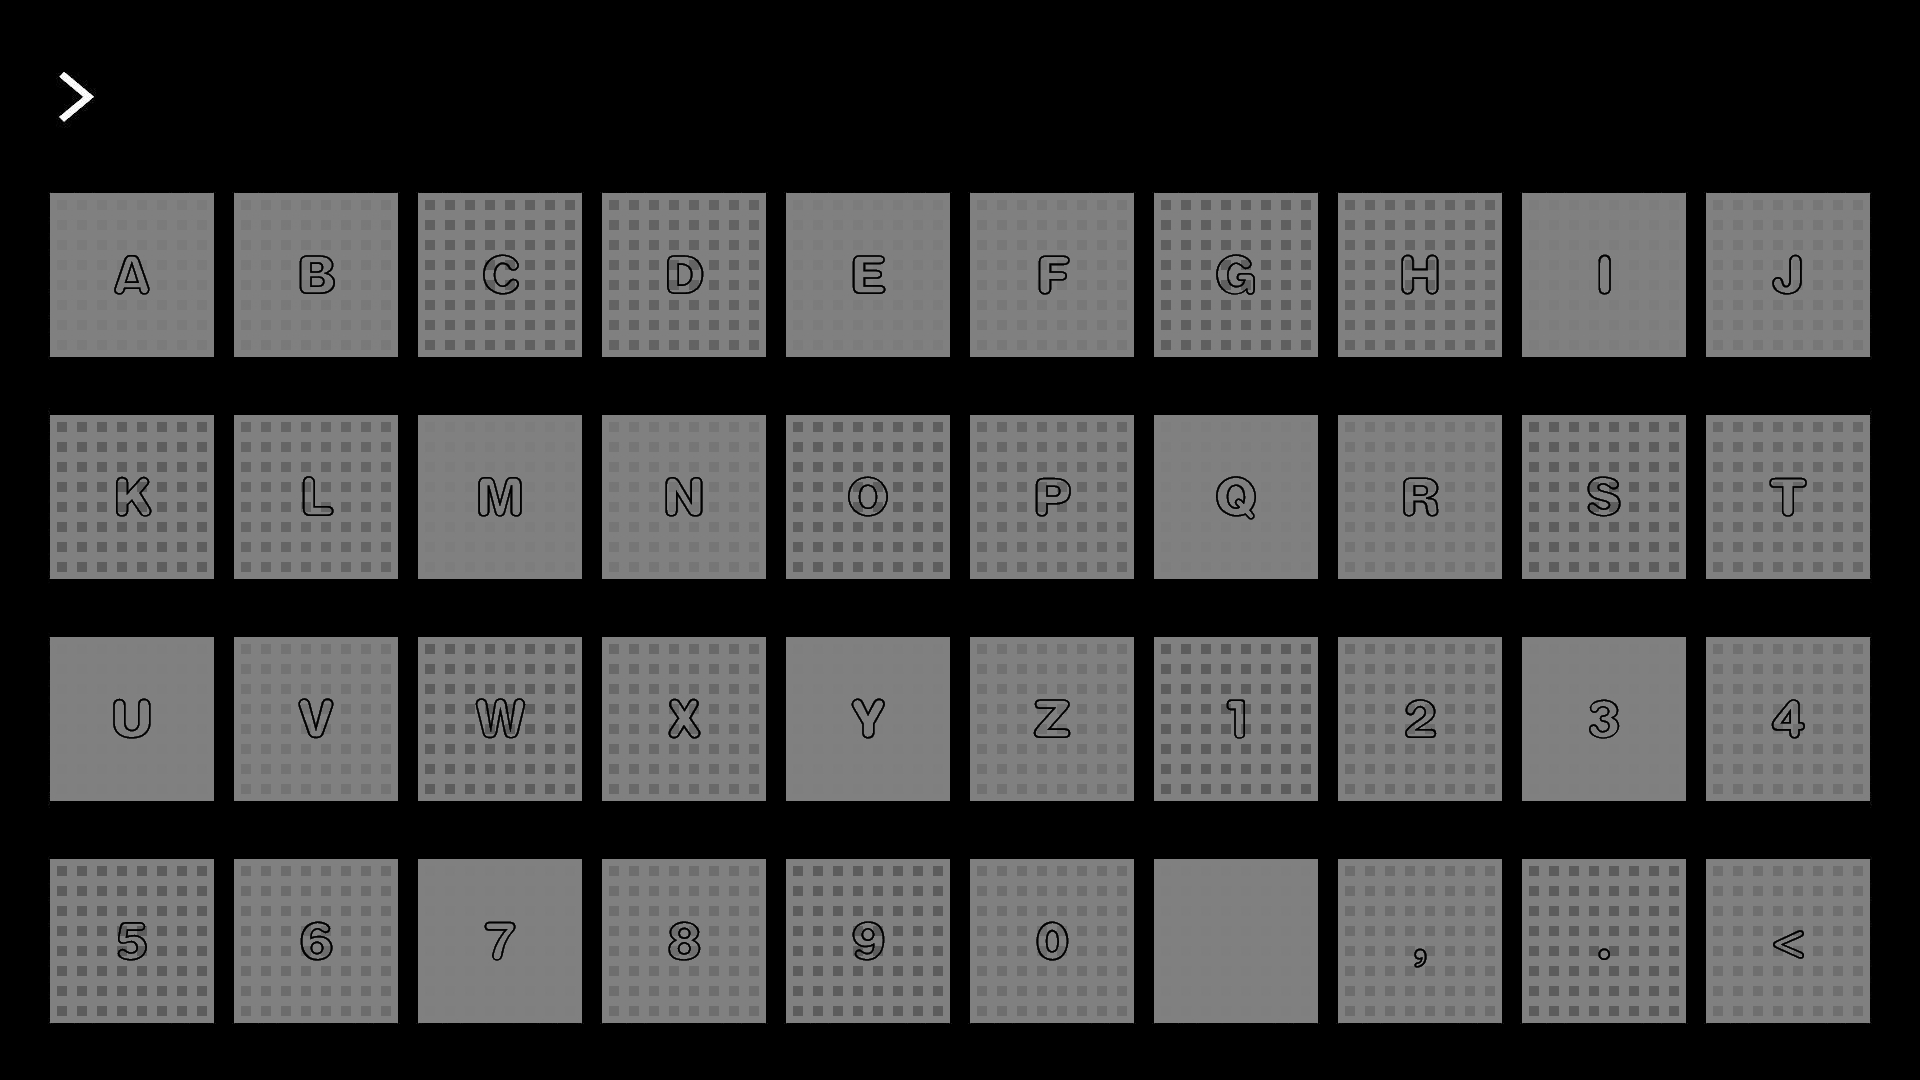 >
A B C D E F G H I J
K L M N O P Q R S T
U V W X Y Z 1 2 3 4
5 6 7 8 9 0 , . <